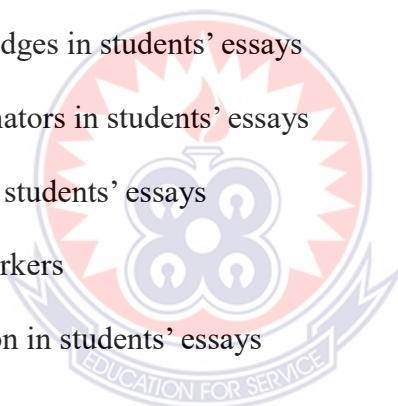 dges in students’ essays
nators in students’ essays
students’ essays
rkers
on in students’ essays
EDUCATION FOR SERVICE